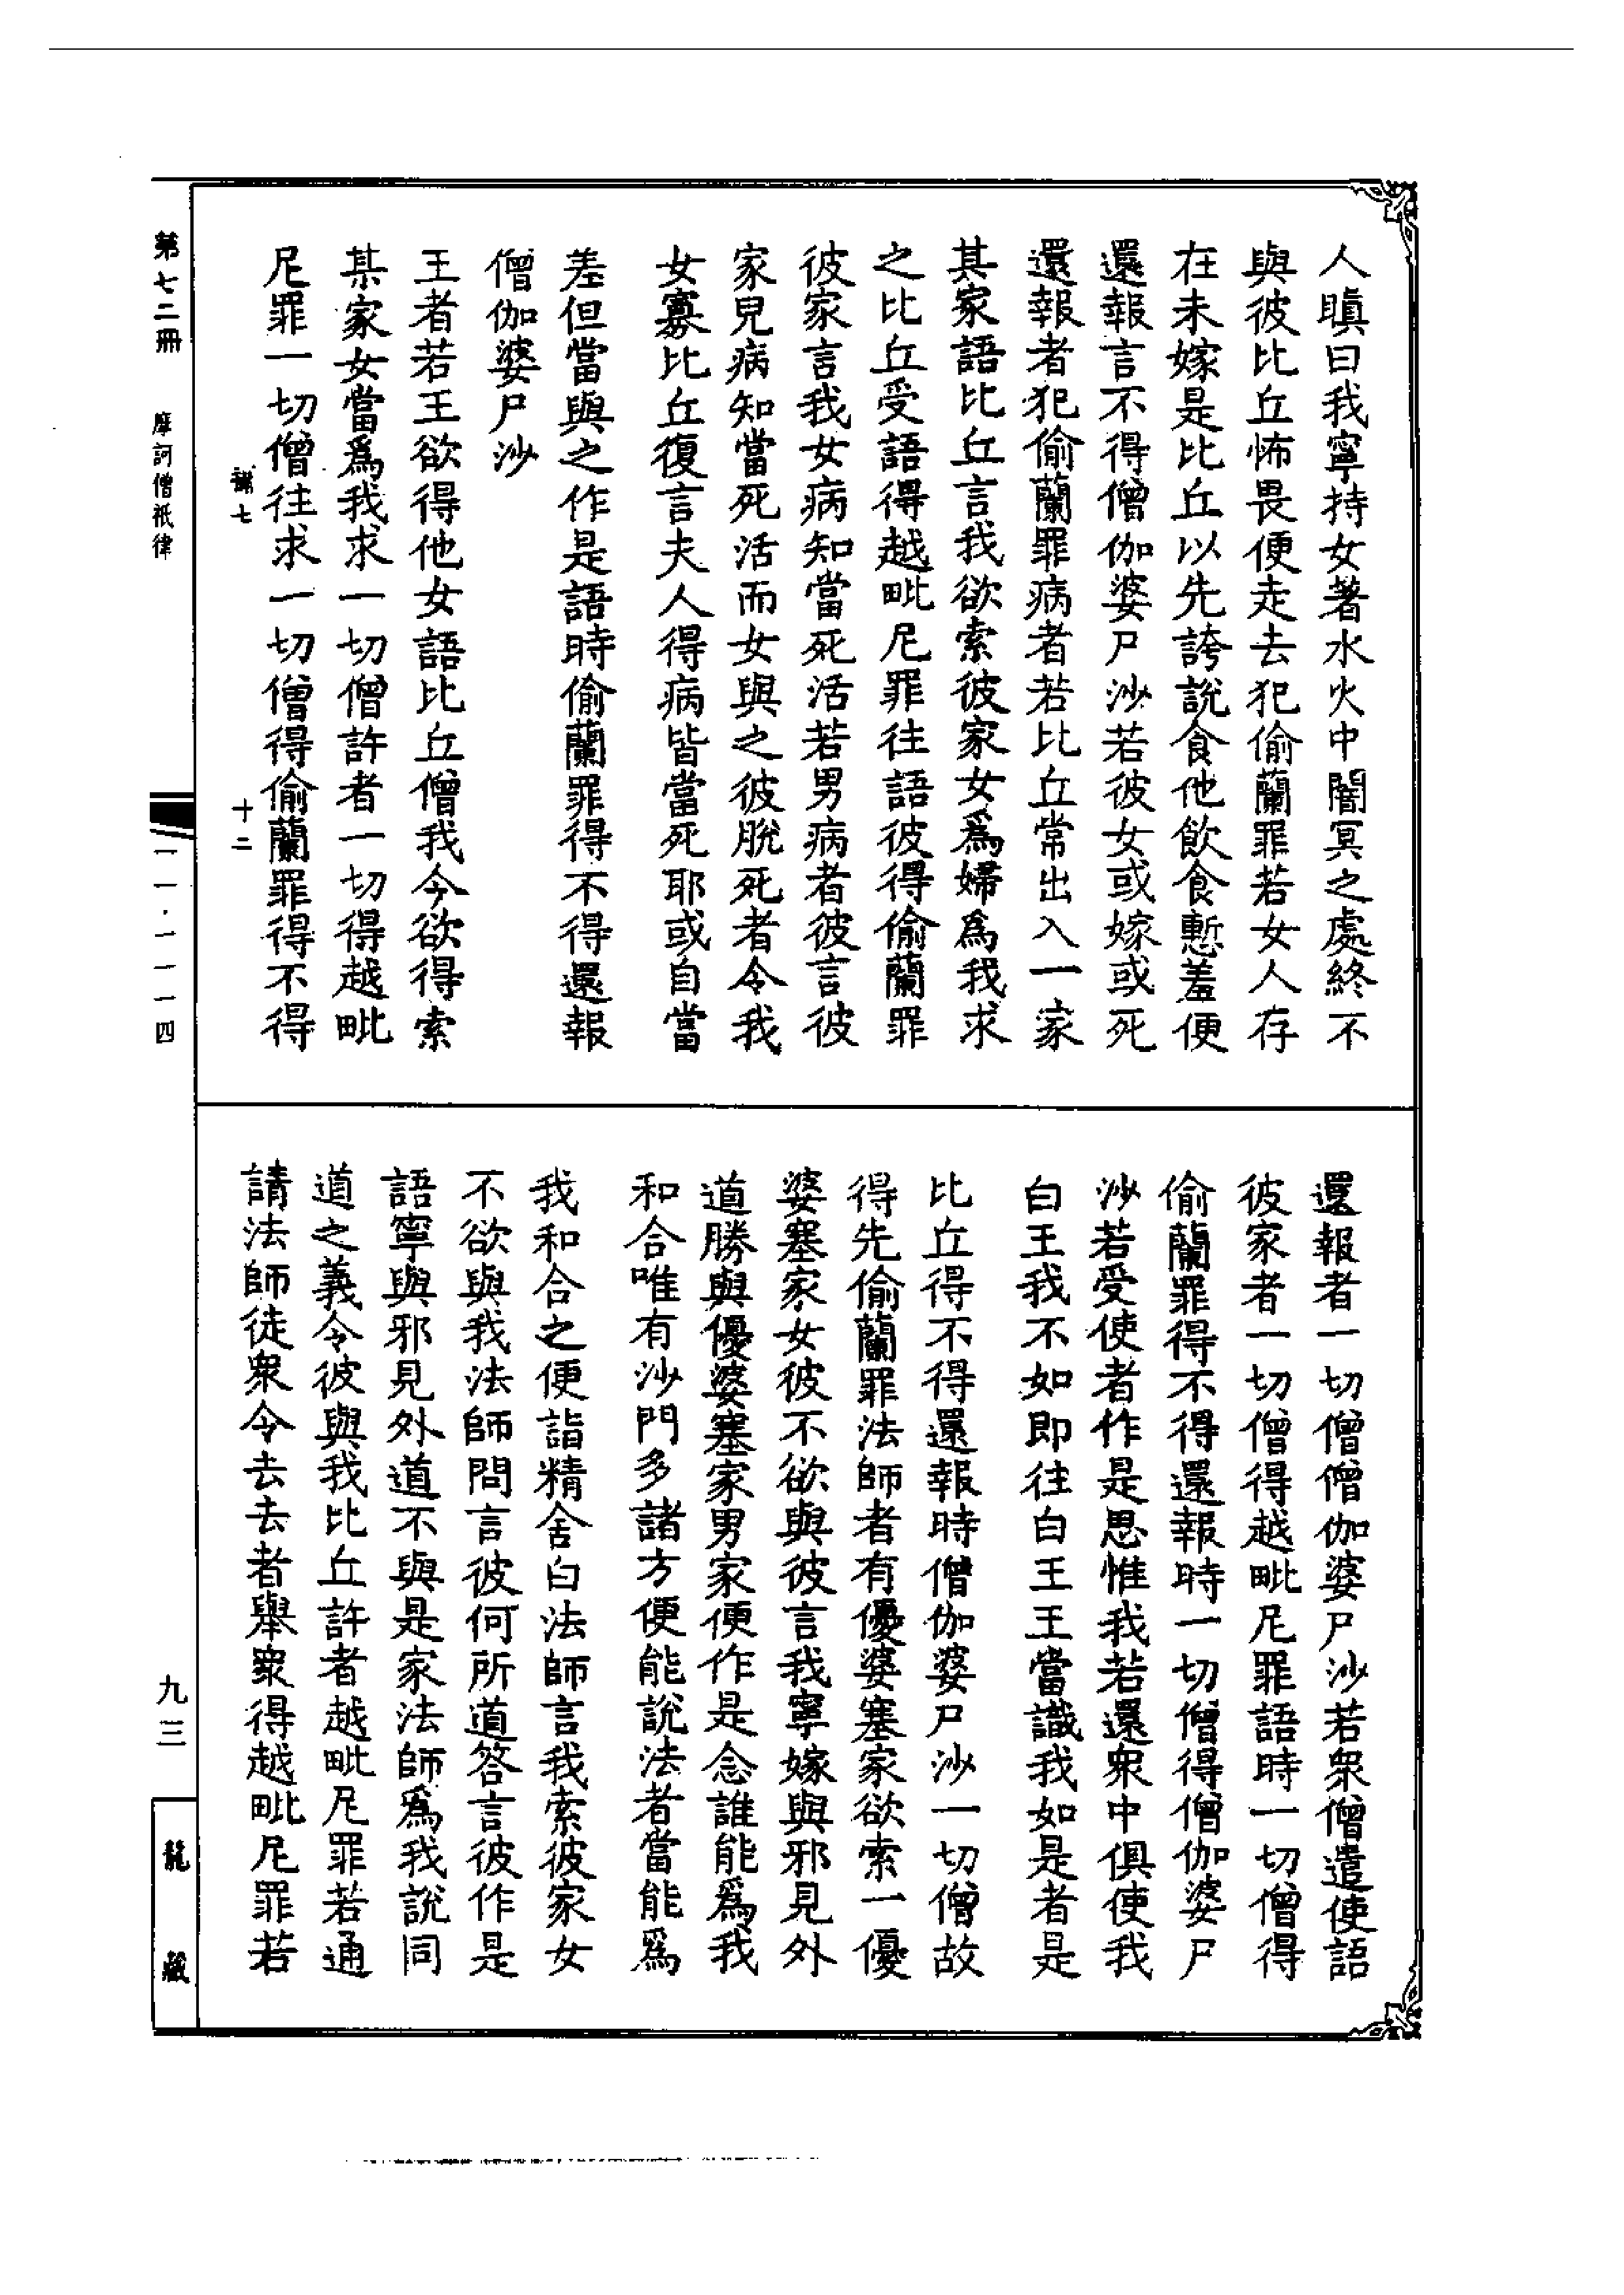 人瞋曰我寧持女著水火中闇冥之處終不
與彼比丘怖畏便走去犯偷蘭罪若女人存
在未嫁是比丘以先誇說食他飲食慙羞便
還報言不得僧伽婆尸沙若彼女或嫁或死
還報者犯偷蘭罪病者若比丘常出入一家
其家語比丘言我欲索彼家女爲婦爲我求
之比丘受語得越毗尼罪往語彼得偷蘭罪
彼家言我女病知當死活若男病者彼言彼
家兒病知當死活而女與之彼脫死者令我
女寡比丘復言夫人得病皆當死耶或自當
差但當與之作是語時偷蘭罪得不得還報
僧伽婆尸沙
王者若王欲得他女語比丘僧我今欲得索
某家女當爲我求一切僧許者一切得越毗
尼罪一切僧往求一切僧得偷蘭罪得不得
還報者一切僧僧伽婆尸沙若衆僧遣使語
彼家者一切僧得越毗尼罪語時一切僧得
偷蘭罪得不得還報時一切僧得僧伽婆尸
沙若受使者作是思惟我若還衆中俱使我
白王我不如即往白王王當識我如是者是
比丘得不得還報時僧伽婆尸沙一切僧故
得先偷蘭罪法師者有優婆塞家欲索一優
婆塞家女彼不欲與彼言我寧嫁與邪見外
道勝與優婆塞家男家便作是念誰能爲我
和合唯有沙門多諸方便能說法者當能爲
我和合之便詣精舍白法師言我索彼家女
不欲與我法師問言彼何所道答言彼作是
語寧與邪見外道不與是家法師爲我說同
道之義令彼與我比丘許者越毗尼罪若通
請法師徒衆令去去者舉衆得越毗尼罪若
第七二冊
摩訶僧祇律
七
十二
一一·一一一四
九三
龍藏